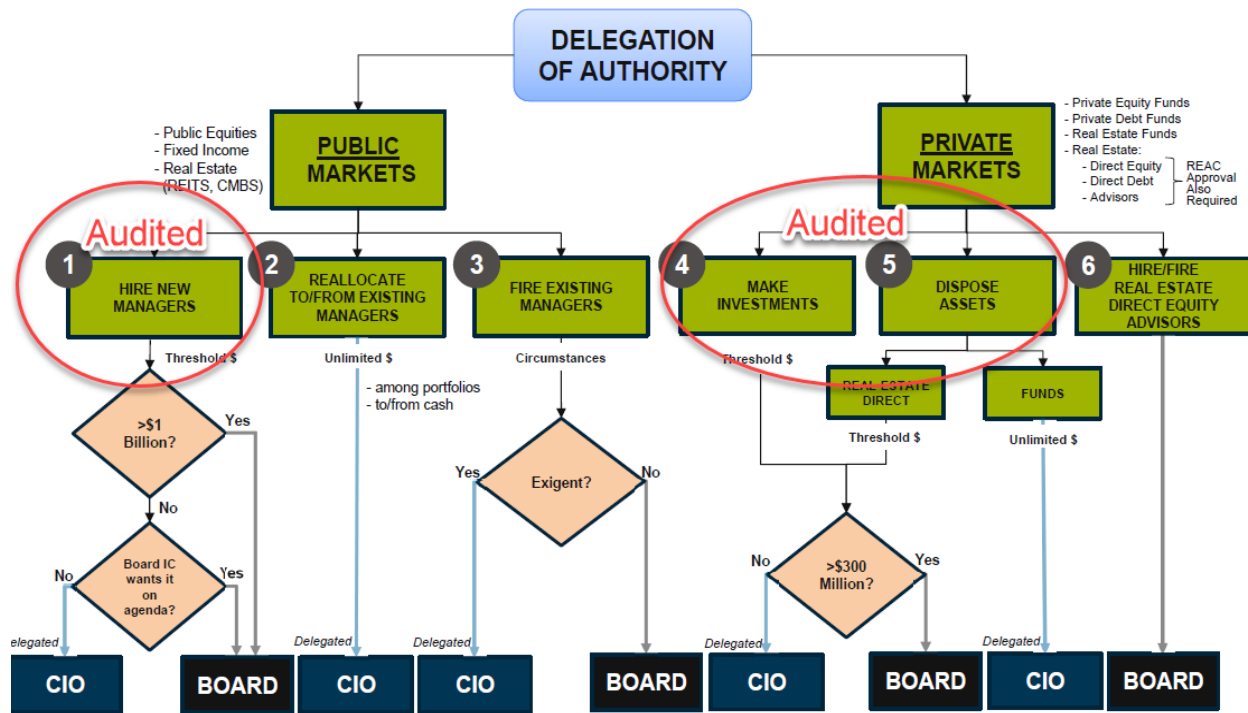 DELEGATION
OF AUTHORITY
- Public Equities
- Fixed Income
- Real Estate
(REITS, CMBS)
PUBLIC
MARKETS
PRIVATE
MARKETS
- Private Equity Funds
- Private Debt Funds
- Real Estate Funds
- Real Estate:
- Direct Equity
- Direct Debt
- Advisors
REAC
Approval
Also
Required
Audited
Audited
1
HIRE NEW
MANAGERS
2
REALLOCATE
TO/FROM EXISTING
MANAGERS
3
FIRE EXISTING
MANAGERS
4
MAKE
INVESTMENTS
5
DISPOSE
ASSETS
6
HIRE/FIRE
REAL ESTATE
DIRECT EQUITY
ADVISORS
Threshold $
Unlimited $
- among portfolios
- to/from cash
Circumstances
Threshold $
REAL ESTATE
DIRECT
FUNDS
Threshold $
Unlimited $
>$1
Billion?
Yes
No
Board IC
wants it
on
agenda?
No
Yes
Yes
Exigent?
No
No
>$300
Million?
Yes
Delegated
Delegated
Delegated
Delegated
Delegated
CIO
BOARD
CIO
CIO
BOARD
CIO
BOARD
CIO
BOARD